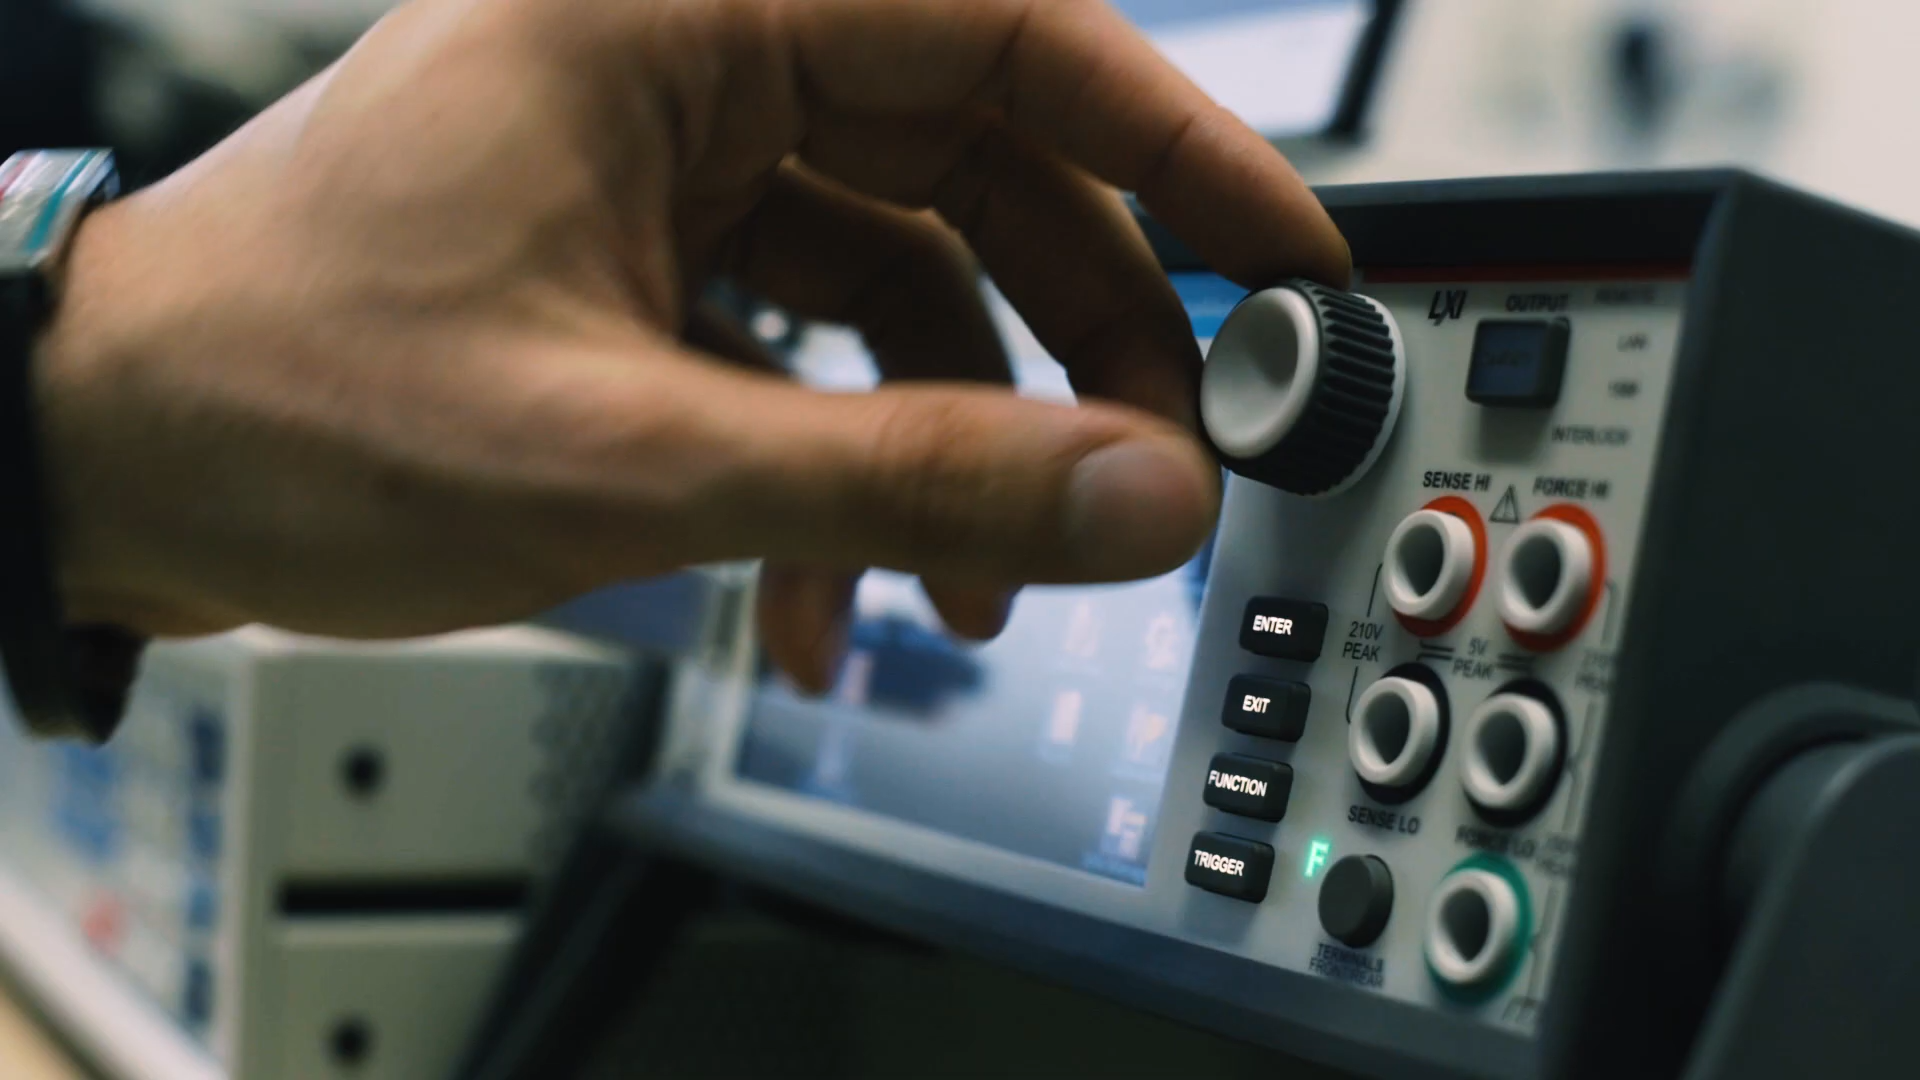 LXI
OUTPUT
REMOTE
LAN
INTERLOCK
SENSE HI
FORCE HI
ENTER
210V
PEAK
5V
PEAK
EXIT
FUNCTION
SENSE LO
FORCE LO
TRIGGER
F
TERMINALS
FRONT/REAR